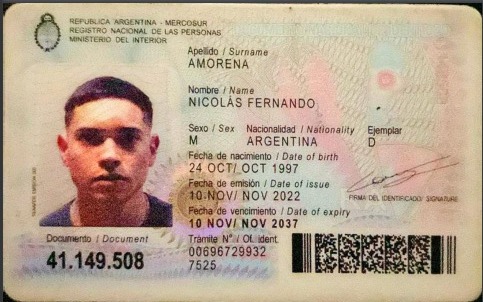 REPUBLICA ARGENTINA - MERCOSUR
REGISTRO NACIONAL DE LAS PERSONAS
MINISTERIO DEL INTERIOR
Apellido / Surname
AMORENA
Nombre / Name
NICOLÁS FERNANDO
Sexo / Sex Nacionalidad / Nationality Ejemplar
M ARGENTINA D
Fecha de nacimiento / Date of birth
24 OCT/ OCT 1997
Fecha de emisión / Date of issue
10 NOV/ NOV 2022
FIRMA DEL IDENTIFICADO/ SIGNATURE
Fecha de vencimiento / Date of expiry
10 NOV/ NOV 2037
Documento / Document
41.149.508
Tramite N° / Of. ident.
00696729932
7525